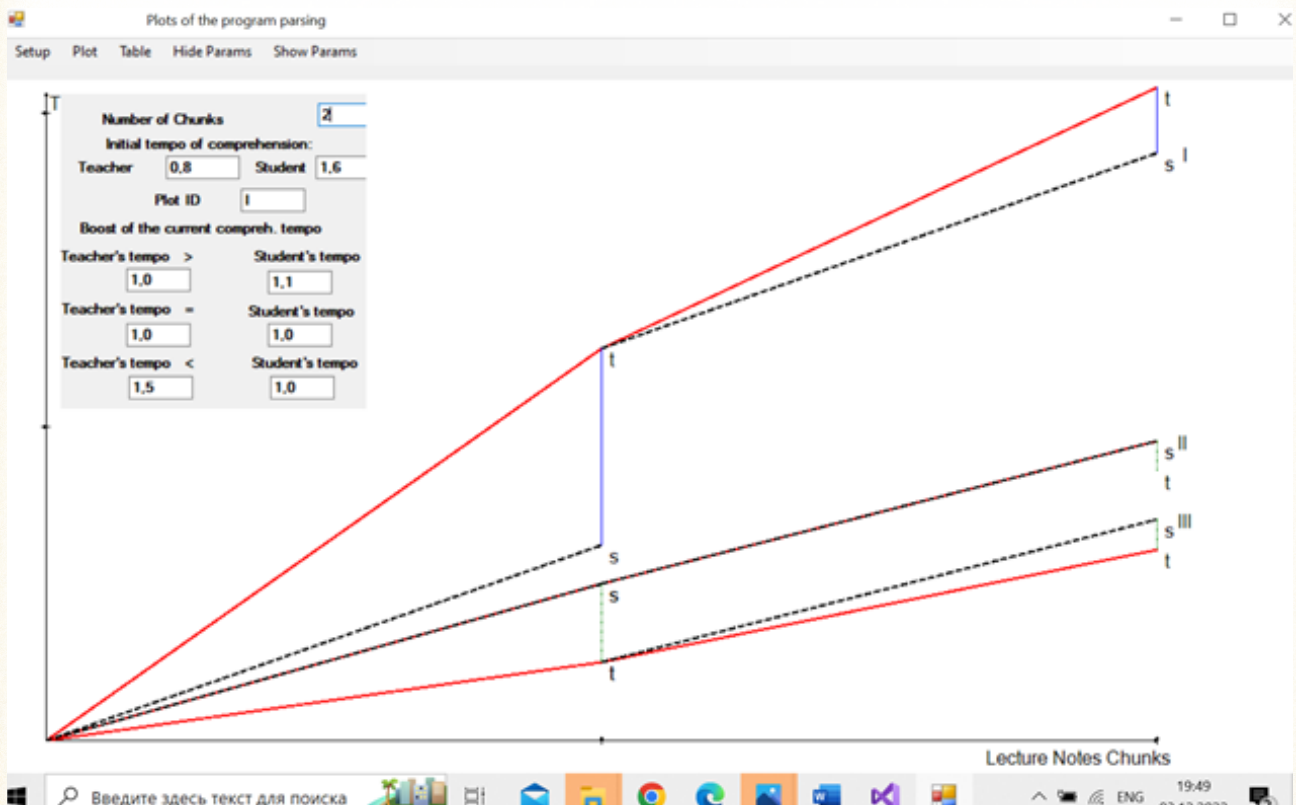 Plots of the program parsing
Setup Plot Table Hide Params Show Params
T
Number of Chunks 2
Initial tempo of comprehension:
Teacher 0,8 Student 1,6
Plot ID I
Boost of the current compreh. tempo
Teacher's tempo > Student's tempo
1,0 1,1
Teacher's tempo = Student's tempo
1,0 1,0
Teacher's tempo < Student's tempo
1,5 1,0
t
s I
t
s II
t
s III
t
s
s
t
Lecture Notes Chunks
Введите здесь текст для поиска
ENG
19:49